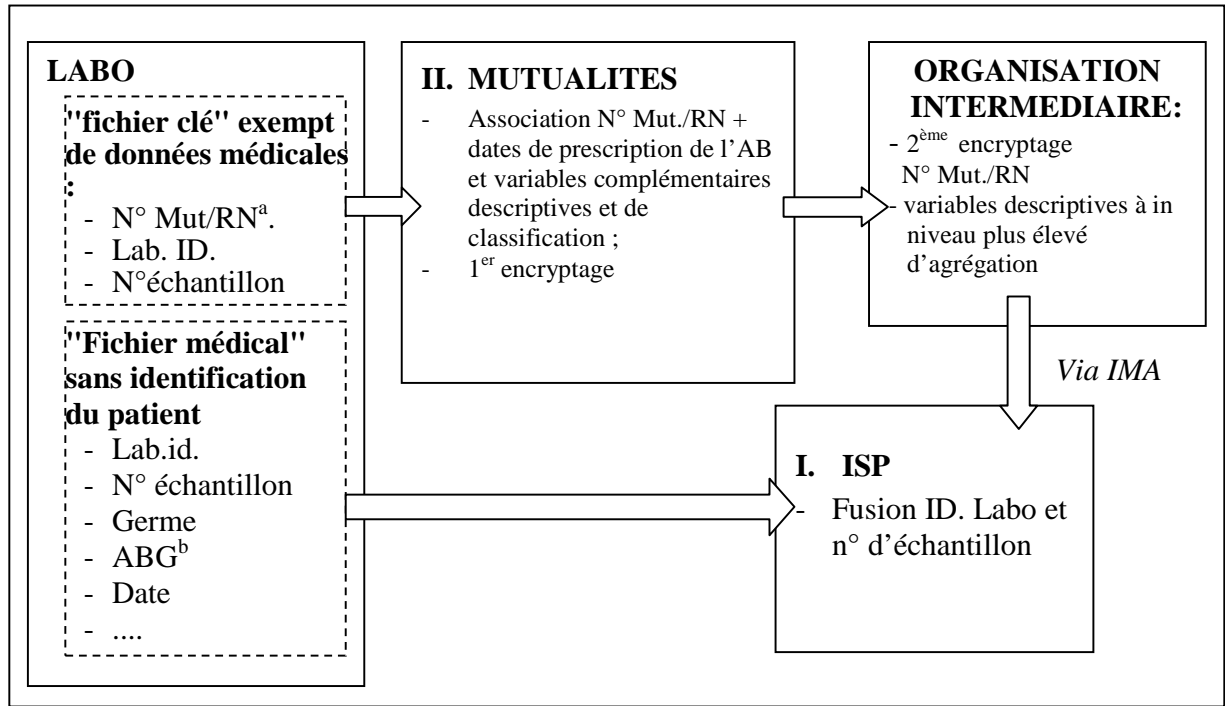 LABO
"fichier clé" exempt
de données médicales
:
- N° Mut/RNᵃ.
- Lab. ID.
- N°échantillon
"Fichier médical"
sans identification
du patient
- Lab.id.
- N° échantillon
- Germe
- ABGᵇ
- Date
- ....
II. MUTUALITES
- Association N° Mut./RN +
dates de prescription de l'AB
et variables complémentaires
descriptives et de
classification ;
- 1ᵉʳ encryptage
ORGANISATION
INTERMEDIAIRE:
- 2ᵉᵐᵉ encryptage
N° Mut./RN
- variables descriptives à in
niveau plus élevé
d'agrégation
Via IMA
I. ISP
- Fusion ID. Labo et
n° d'échantillon